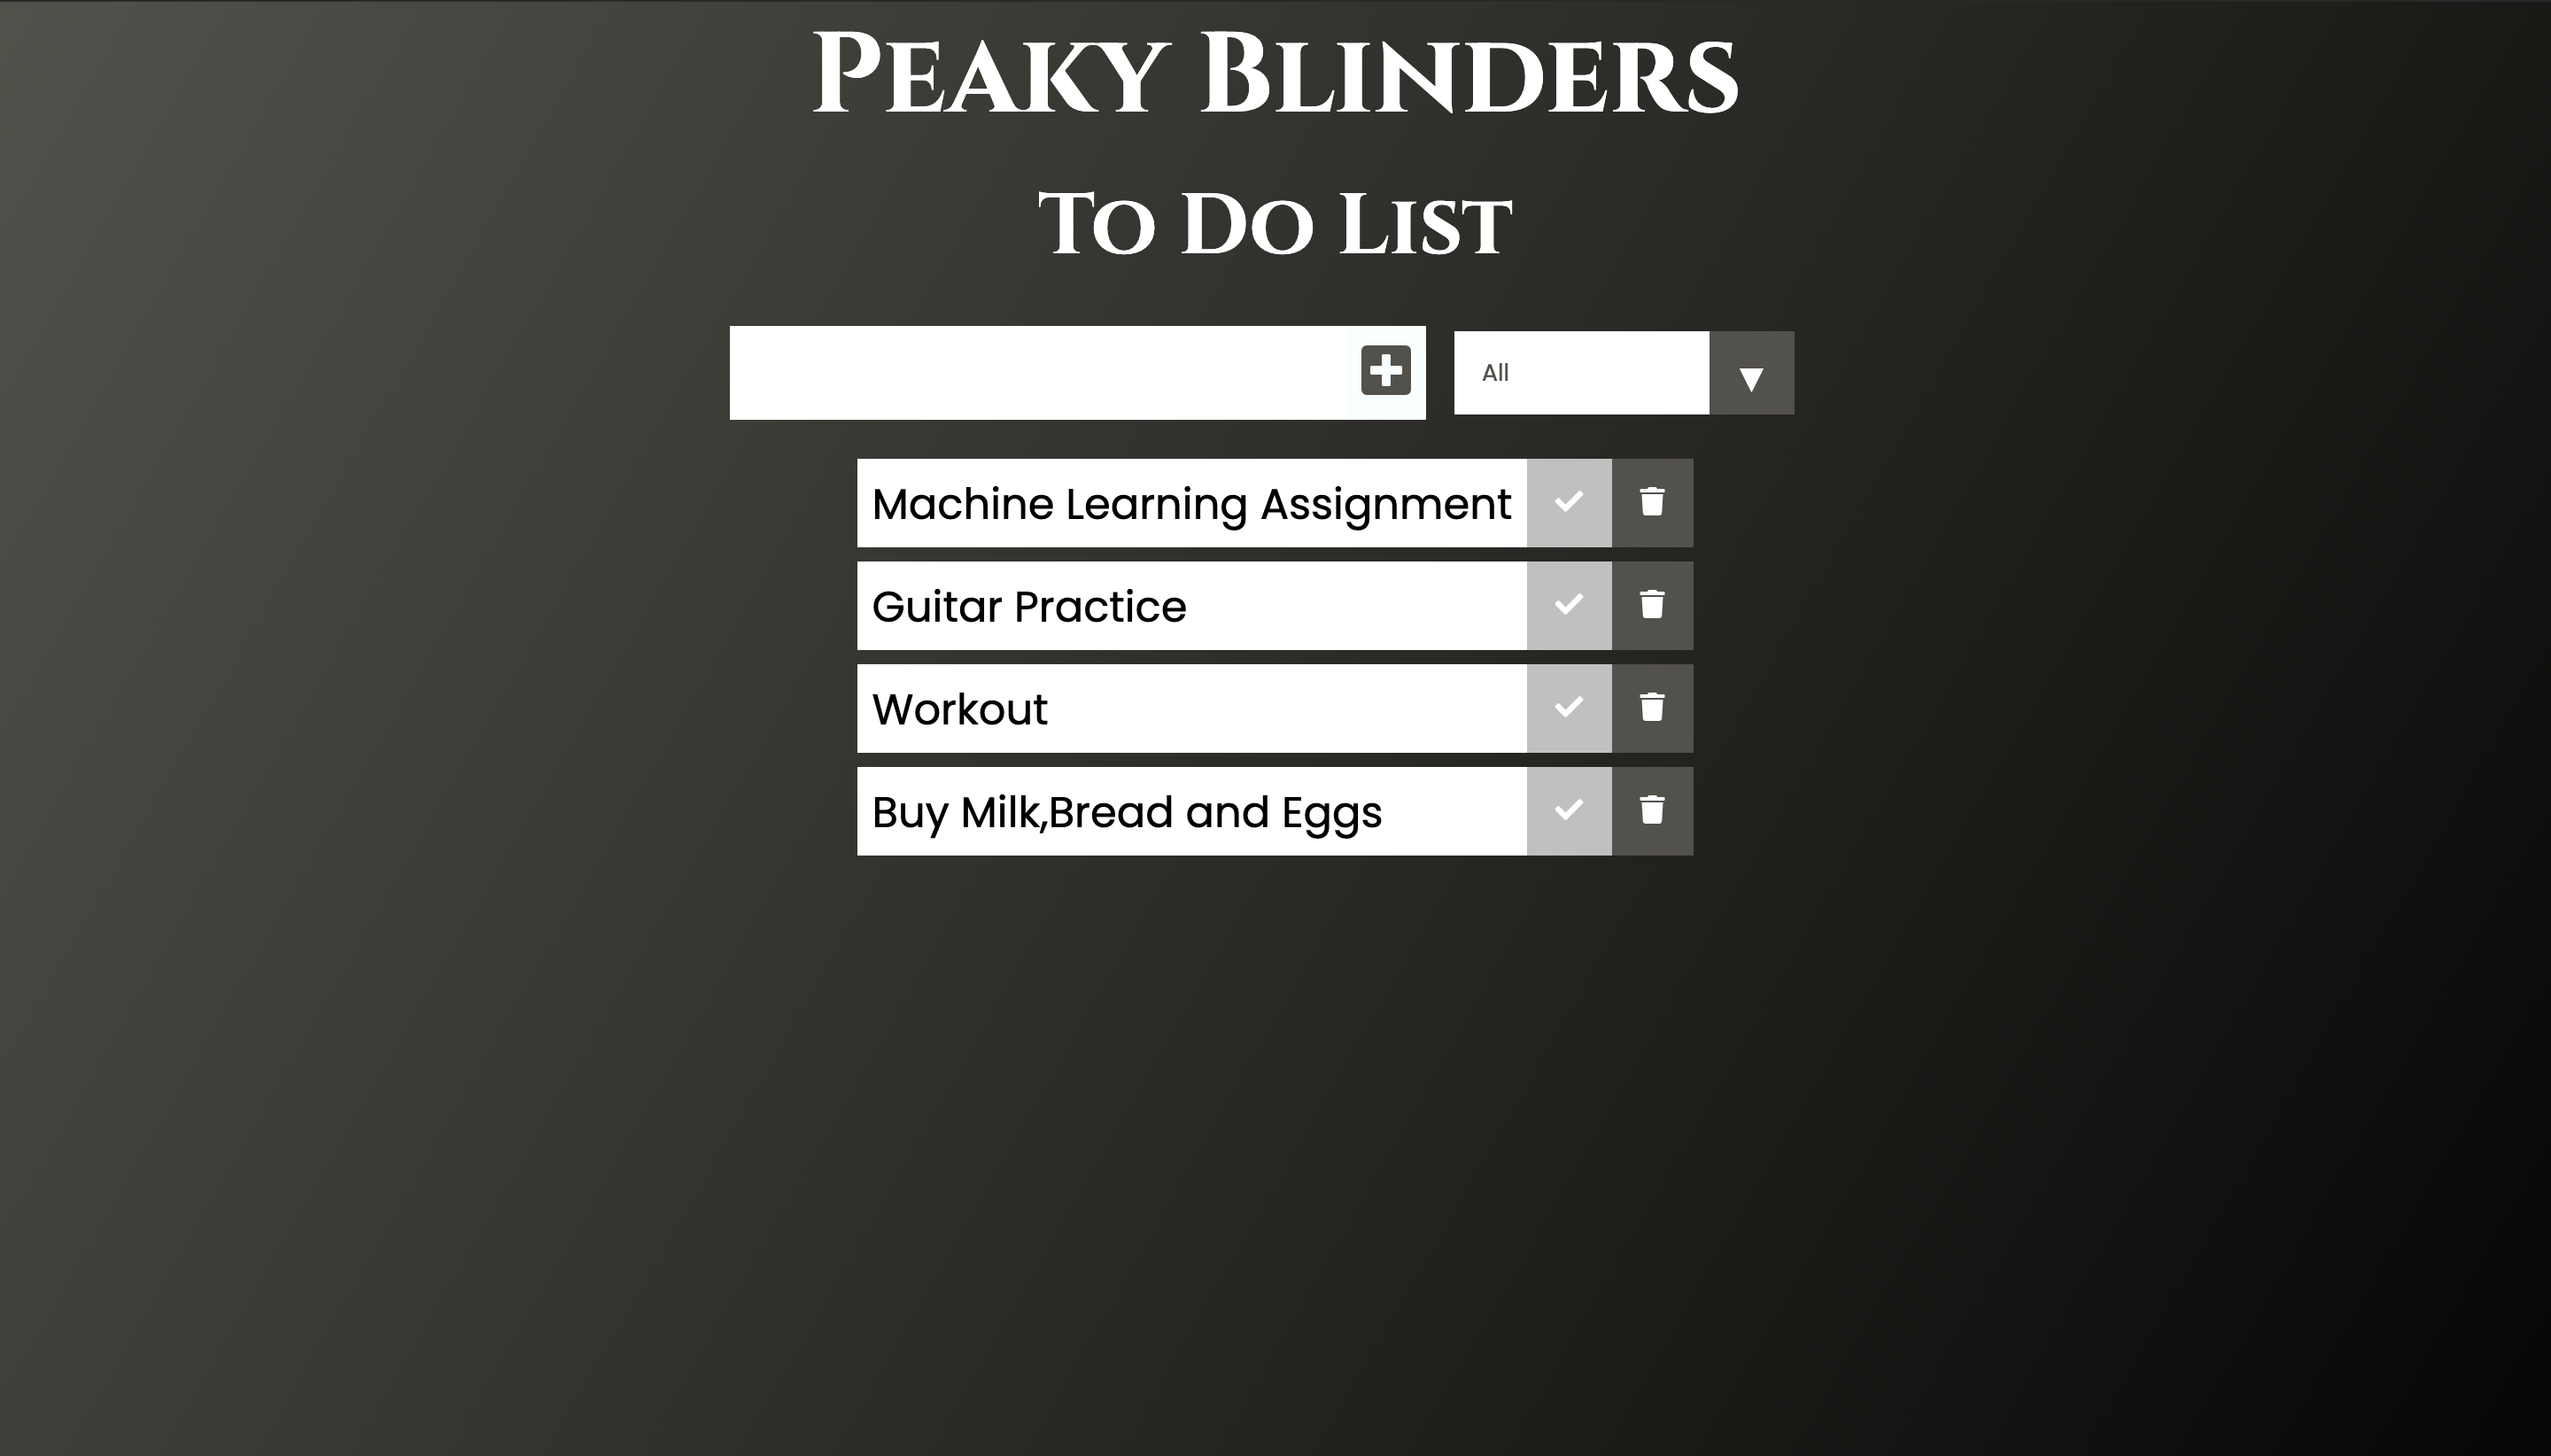 Peaky Blinders
To Do List
All
Machine Learning Assignment
Guitar Practice
Workout
Buy Milk,Bread and Eggs